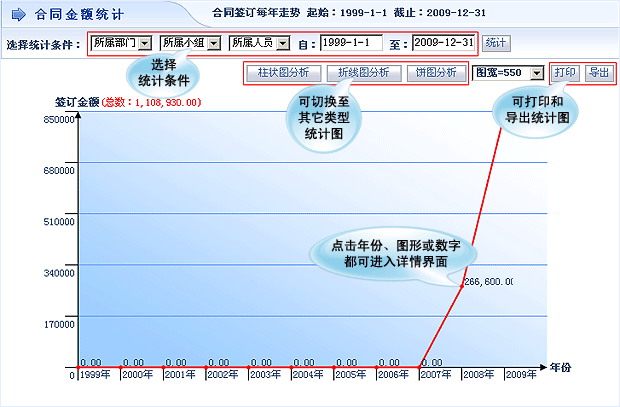 合同金额统计
合同签订每年走势 起始：1999-1-1 截止：2009-12-31
选择统计条件： 所属部门 所属小组 所属人员 自： 1999-1-1 至： 2009-12-31 统计
选择
统计条件
柱状图分析 折线图分析 饼图分析 图宽=550 打印 导出
可切换至
其它类型
统计图
可打印和
导出统计图
签订金额(总数：1,108,930.00)
850000
680000
510000
340000
170000
0
点击年份、图形或数字
都可进入详情界面
266,600.00
0.00 0.00 0.00 0.00 0.00 0.00 0.00 0.00 0.00
1999年 2000年 2001年 2002年 2003年 2004年 2005年 2006年 2007年 2008年 2009年 年份